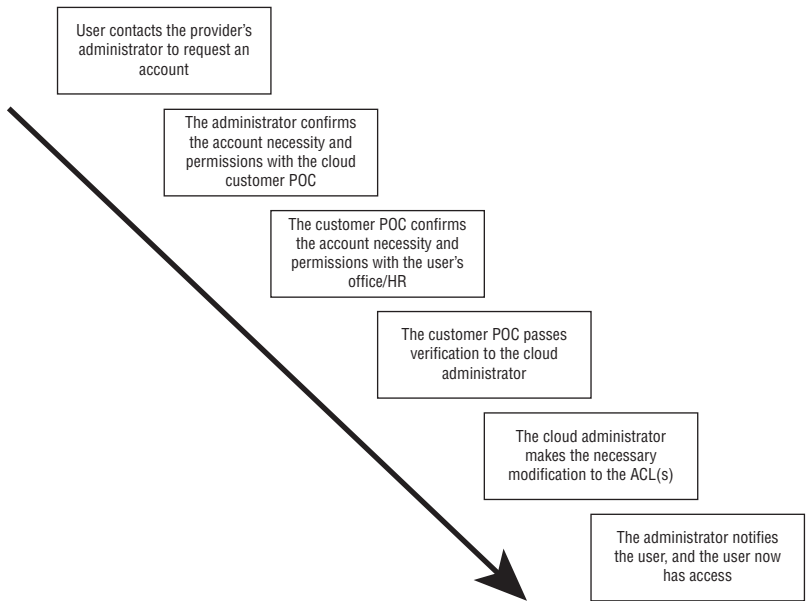 User contacts the provider's
administrator to request an
account
The administrator confirms
the account necessity and
permissions with the cloud
customer POC
The customer POC confirms
the account necessity and
permissions with the user's
office/HR
The customer POC passes
verification to the cloud
administrator
The cloud administrator
makes the necessary
modification to the ACL(s)
The administrator notifies
the user, and the user now
has access